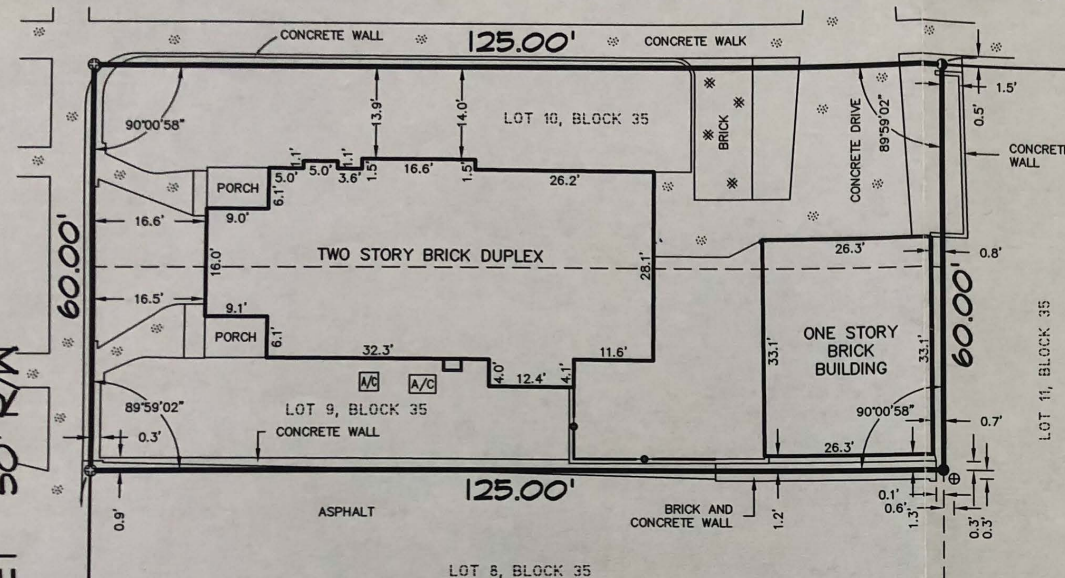 CONCRETE WALL
125.00'
CONCRETE WALK
1.5'
0.5'
90°00'58"
13.9'
14.0'
LOT 10, BLOCK 35
BRICK
CONCRETE DRIVE
89°59'02"
CONCRETE
WALL
PORCH
6.1'
5.0'
1.1'
5.0'
1.1'
3.6'
1.5'
16.6'
1.5'
26.2'
16.6'
9.0'
60.00'
16.0'
TWO STORY BRICK DUPLEX
28.1'
26.3'
0.8'
16.5'
9.1'
PORCH
6.1'
32.3'
4.0'
12.4'
4.1'
11.6'
33.1'
ONE STORY
BRICK
BUILDING
33.1'
60.00'
LOT 11, BLOCK 35
A/C
A/C
50' R/W
89°59'02"
LOT 9, BLOCK 35
90°00'58"
0.3'
CONCRETE WALL
0.7'
26.3'
125.00'
0.9'
ASPHALT
BRICK AND
CONCRETE WALL
1.2'
1.3'
0.1'
0.6'
0.3'
0.3'
LOT 8, BLOCK 35